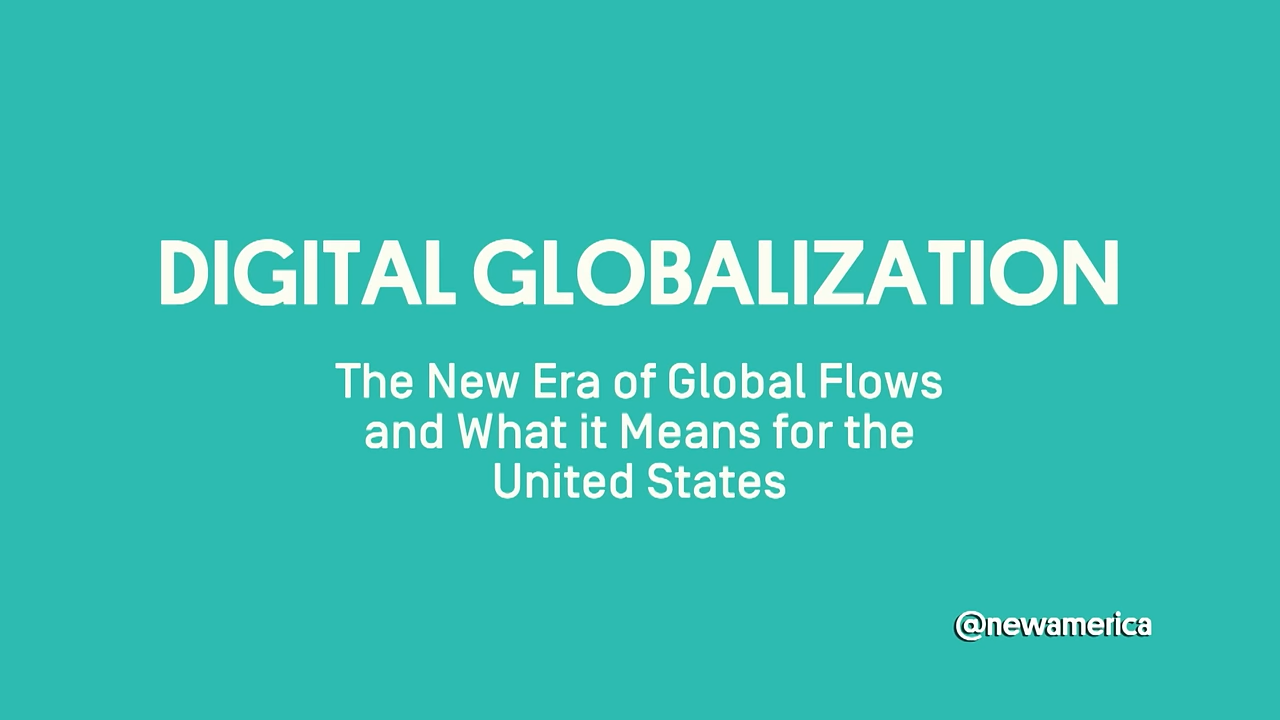 DIGITAL GLOBALIZATION
The New Era of Global Flows
and What it Means for the
United States
@newamerica